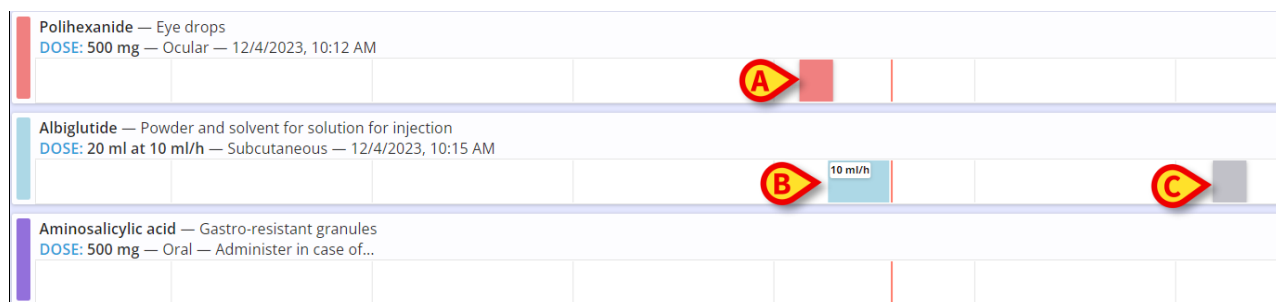 Polihexanide — Eye drops
DOSE: 500 mg — Ocular — 12/4/2023, 10:12 AM
A
Albiglutide — Powder and solvent for solution for injection
DOSE: 20 ml at 10 ml/h — Subcutaneous — 12/4/2023, 10:15 AM
B
10 ml/h
C
Aminosalicylic acid — Gastro-resistant granules
DOSE: 500 mg — Oral — Administer in case of...